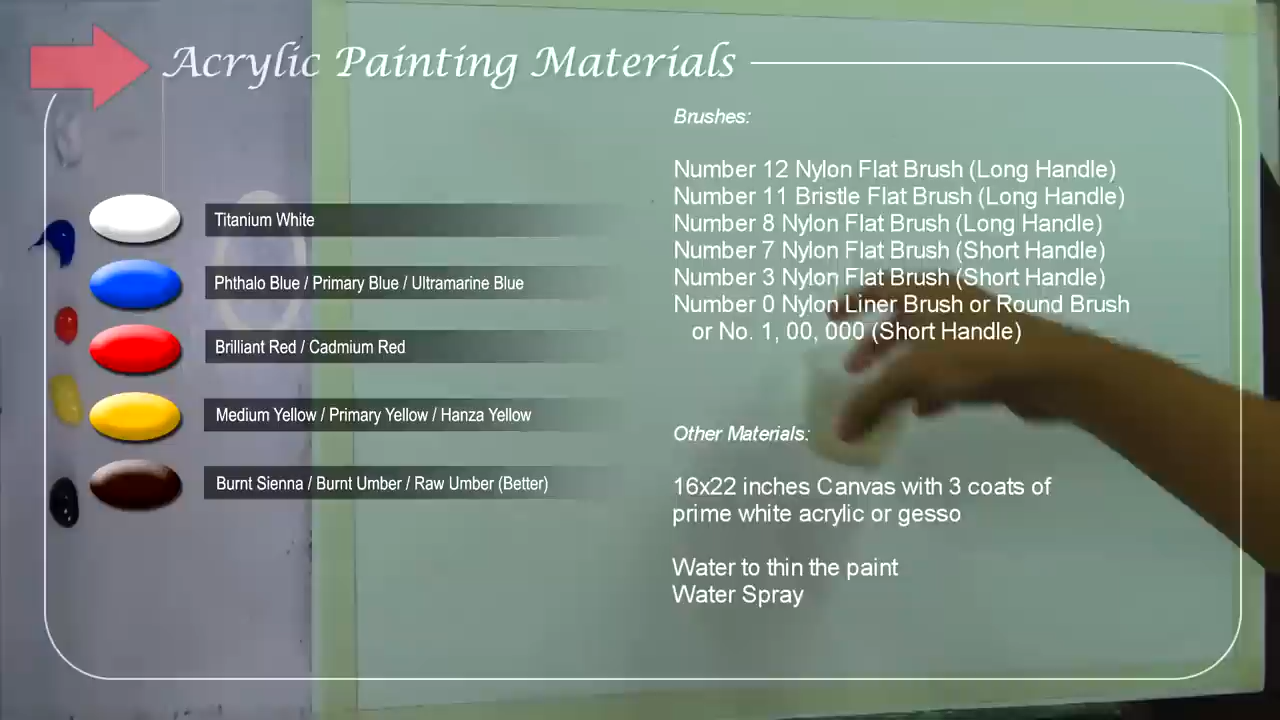 Acrylic Painting Materials
Titanium White
Phthalo Blue / Primary Blue / Ultramarine Blue
Brilliant Red / Cadmium Red
Medium Yellow / Primary Yellow / Hanza Yellow
Burnt Sienna / Burnt Umber / Raw Umber (Better)
Brushes:
Number 12 Nylon Flat Brush (Long Handle)
Number 11 Bristle Flat Brush (Long Handle)
Number 8 Nylon Flat Brush (Long Handle)
Number 7 Nylon Flat Brush (Short Handle)
Number 3 Nylon Flat Brush (Short Handle)
Number 0 Nylon Liner Brush or Round Brush
or No. 1, 00, 000 (Short Handle)
Other Materials:
16x22 inches Canvas with 3 coats of
prime white acrylic or gesso
Water to thin the paint
Water Spray